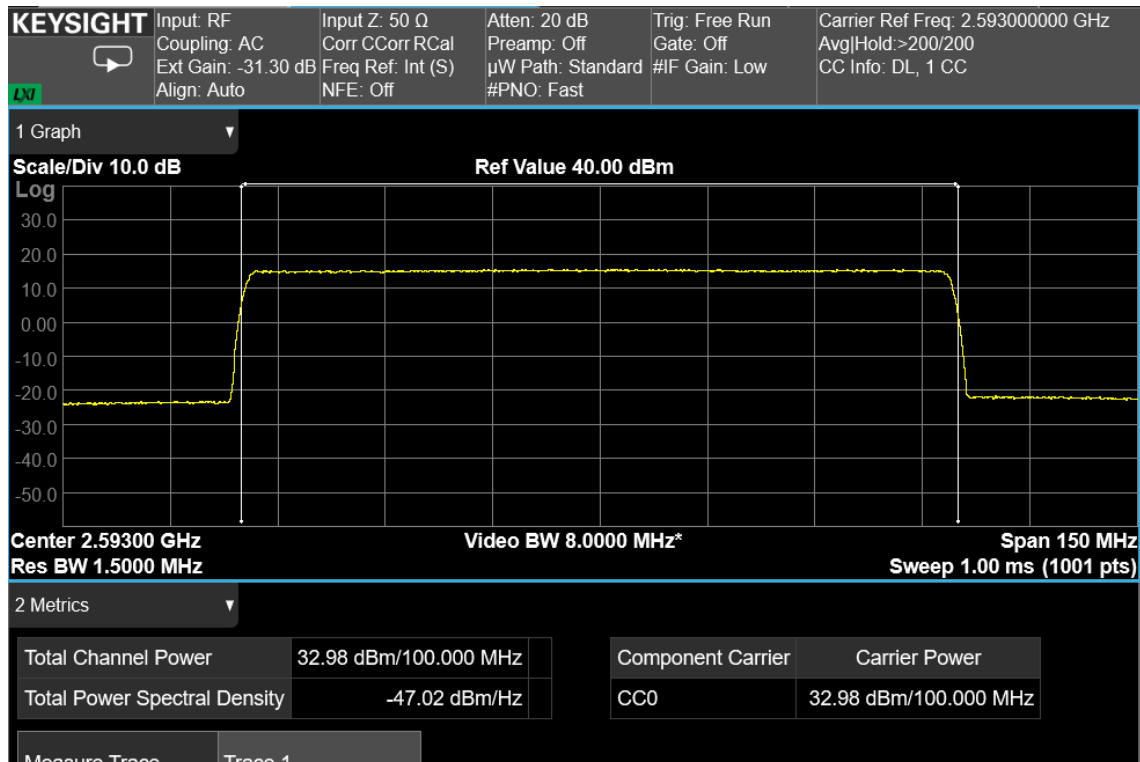 KEYSIGHT Input: RF Input Z: 50 Ω Atten: 20 dB Trig: Free Run Carrier Ref Freq: 2.593000000 GHz
Coupling: AC Corr CCorr RCal Preamp: Off Gate: Off Avg|Hold:>200/200
Ext Gain: -31.30 dB Freq Ref: Int (S) µW Path: Standard #IF Gain: Low CC Info: DL, 1 CC
LXI Align: Auto NFE: Off #PNO: Fast
1 Graph
Scale/Div 10.0 dB Ref Value 40.00 dBm
Log
30.0
20.0
10.0
0.00
-10.0
-20.0
-30.0
-40.0
-50.0
Center 2.59300 GHz Video BW 8.0000 MHz* Span 150 MHz
Res BW 1.5000 MHz Sweep 1.00 ms (1001 pts)
2 Metrics
Total Channel Power 32.98 dBm/100.000 MHz Component Carrier Carrier Power
Total Power Spectral Density -47.02 dBm/Hz CC0 32.98 dBm/100.000 MHz
Measure Trace Trace 1